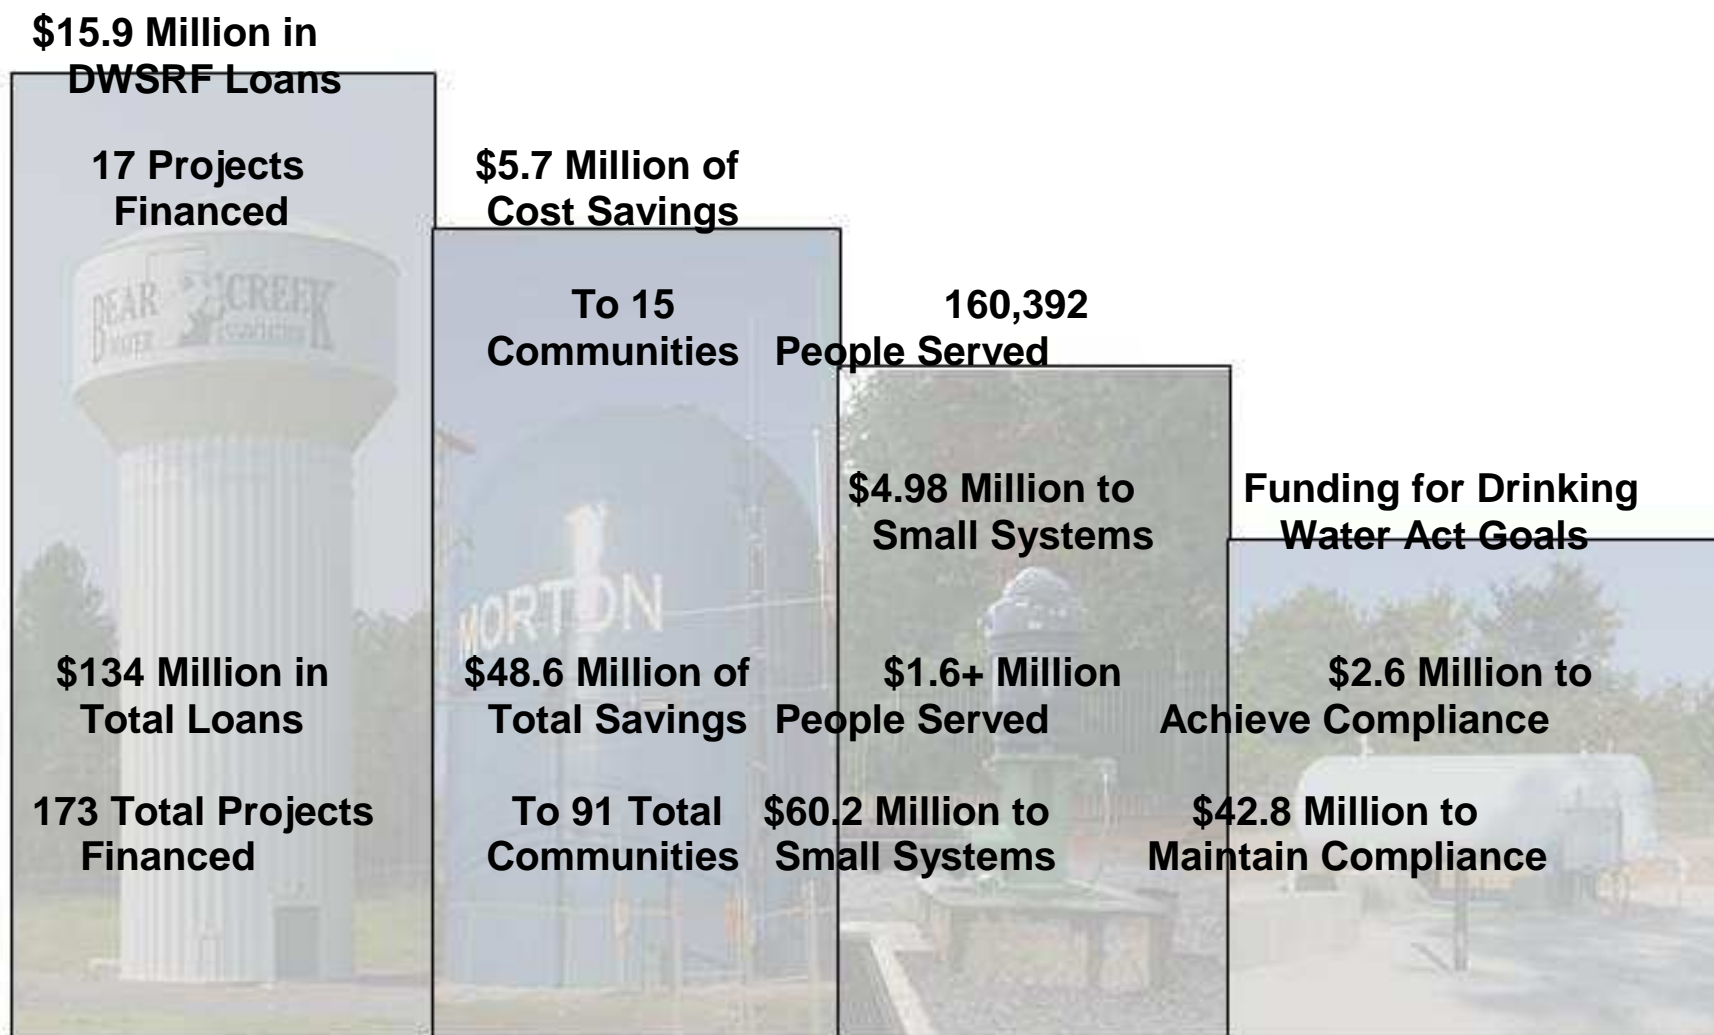 $15.9 Million in
DWSRF Loans
17 Projects
Financed
BEAR CREEK
WATER ASSOCIATION
$134 Million in
Total Loans
173 Total Projects
Financed
$5.7 Million of
Cost Savings
To 15
Communities
MORTON
$48.6 Million of
Total Savings
To 91 Total
Communities
160,392
People Served
$4.98 Million to
Small Systems
$1.6+ Million
People Served
$60.2 Million to
Small Systems
Funding for Drinking
Water Act Goals
$2.6 Million to
Achieve Compliance
$42.8 Million to
Maintain Compliance